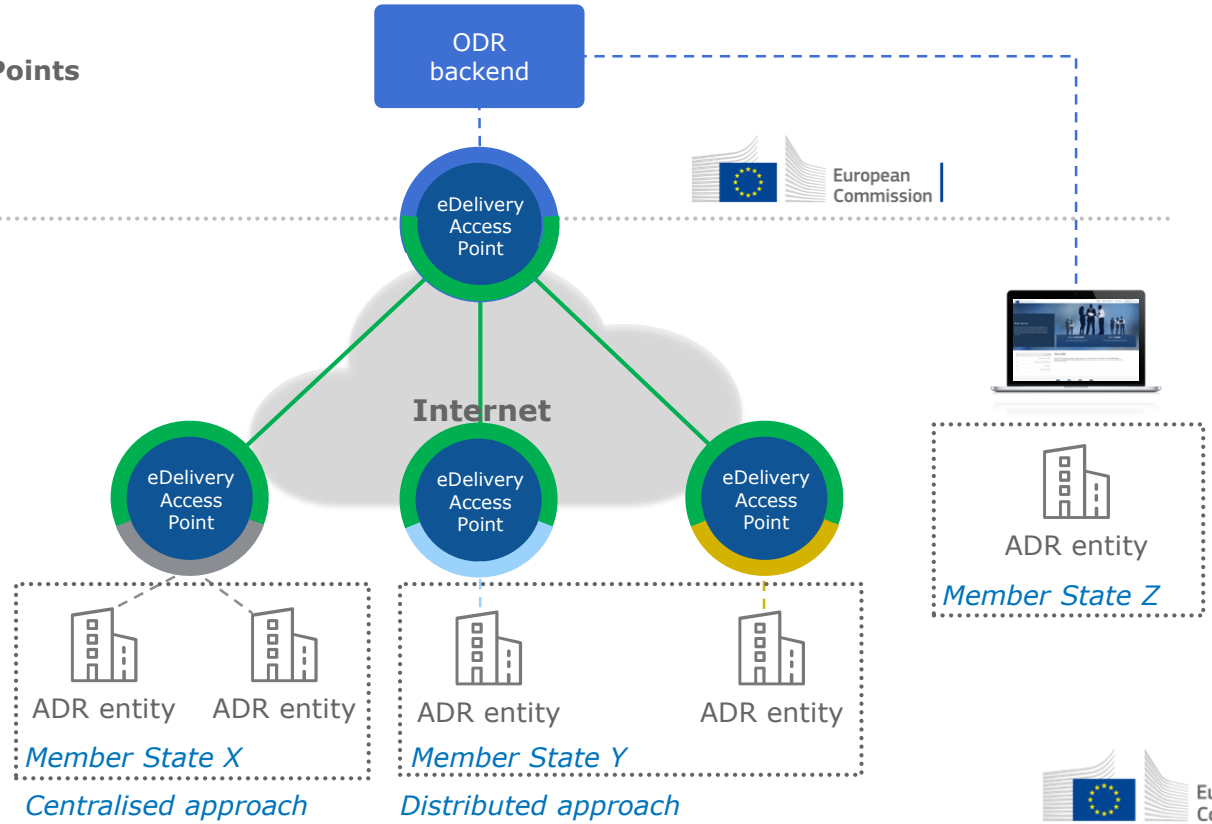 Points
ODR
backend
European
Commission
eDelivery
Access
Point
Internet
eDelivery
Access
Point
eDelivery
Access
Point
eDelivery
Access
Point
ADR entity
Member State Z
ADR entity
ADR entity
ADR entity
ADR entity
Member State X
Member State Y
Centralised approach
Distributed approach